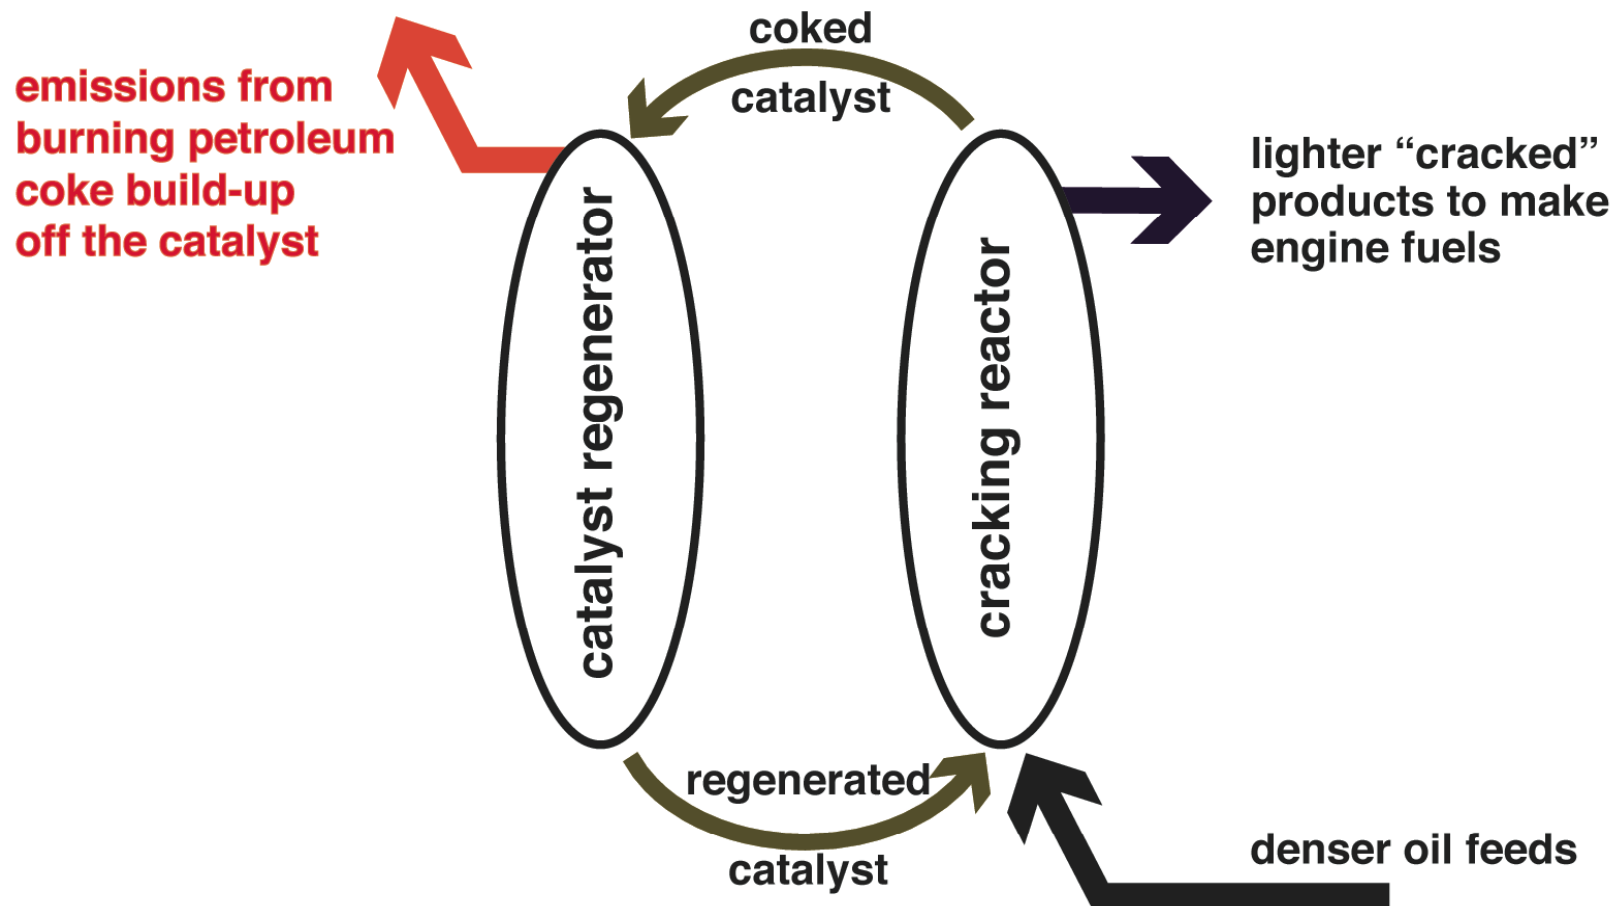 coked
catalyst
emissions from
burning petroleum
coke build-up
off the catalyst
lighter “cracked”
products to make
engine fuels
catalyst regenerator
cracking reactor
regenerated
catalyst
denser oil feeds